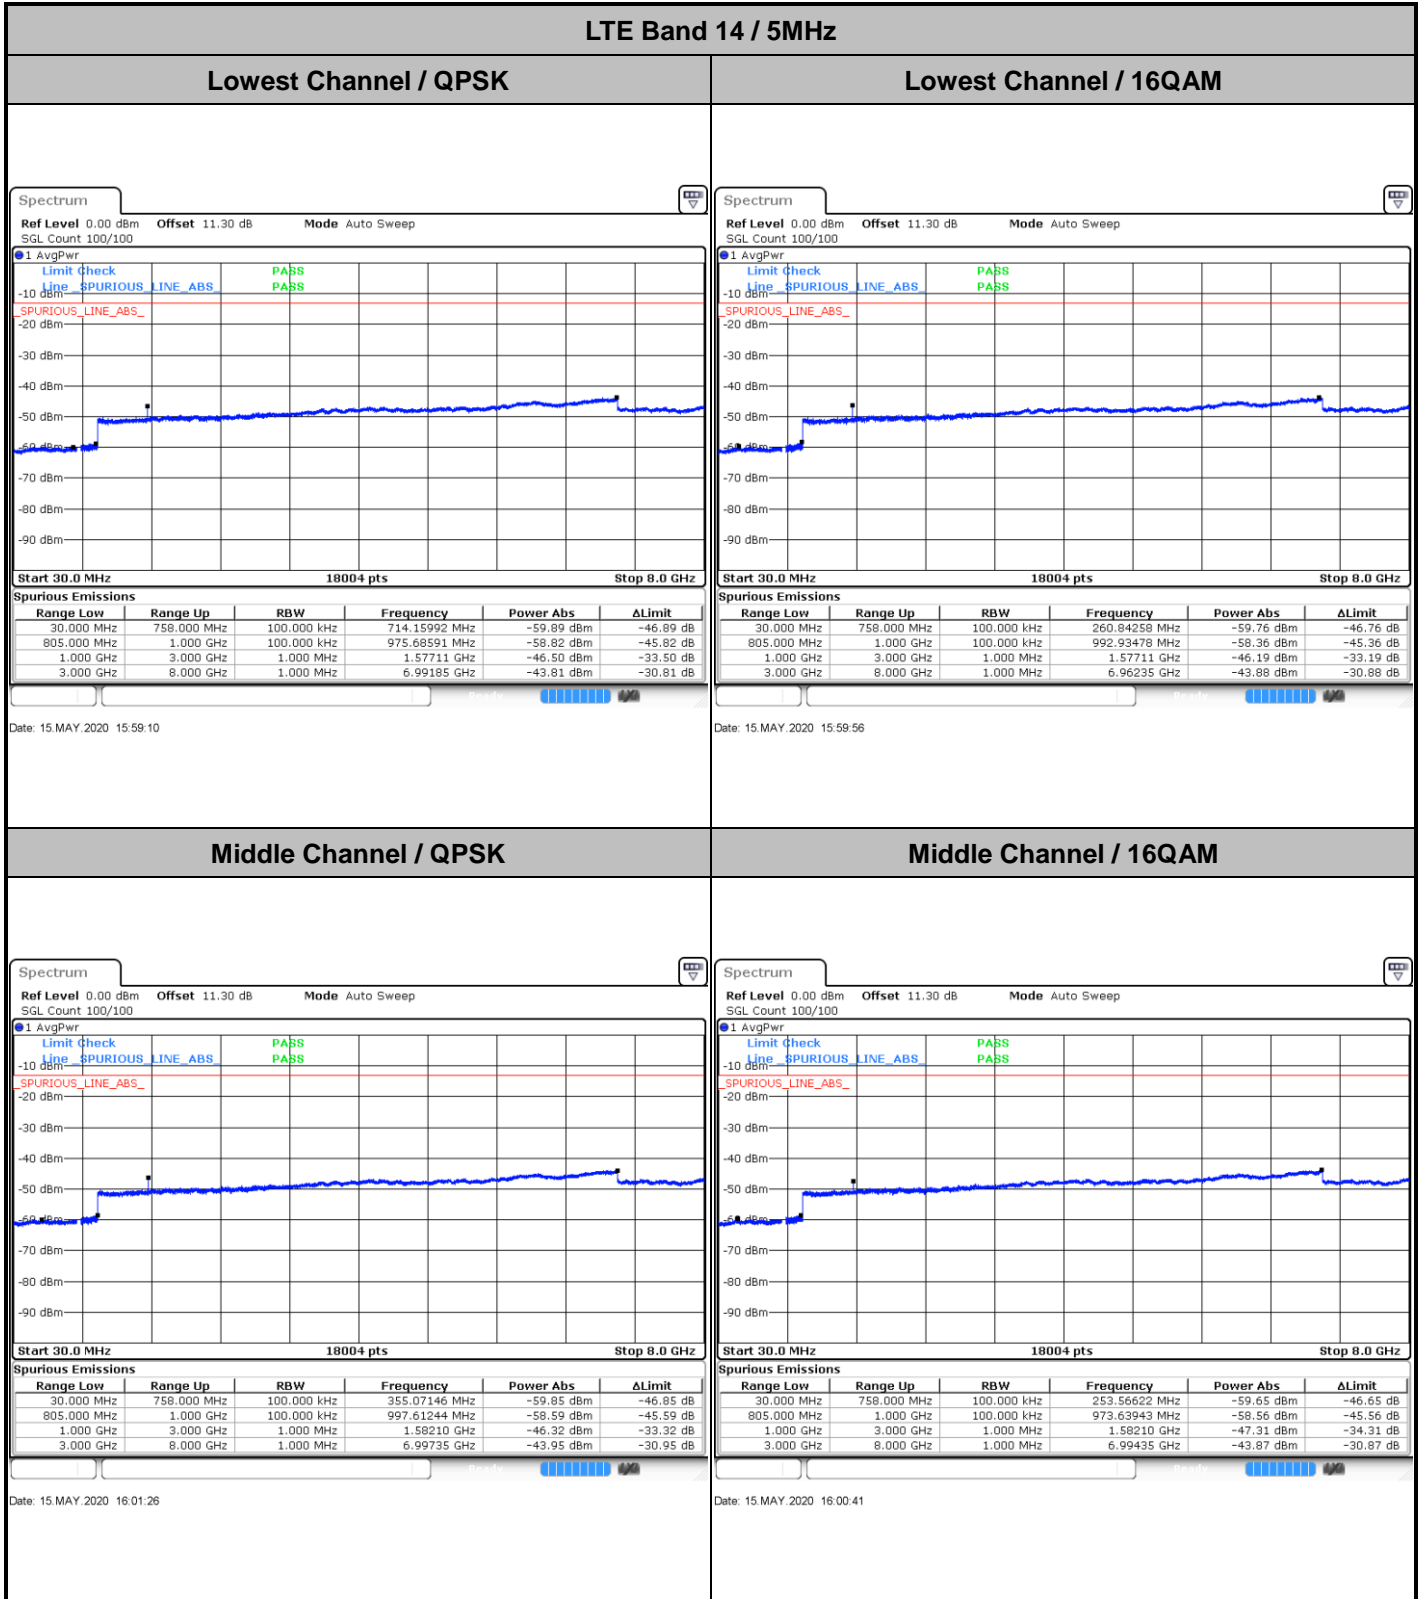 LTE Band 14 / 5MHz
Lowest Channel / QPSK
Lowest Channel / 16QAM
Spectrum
Ref Level 0.00 dBm Offset 11.30 dB Mode Auto Sweep
SGL Count 100/100
1 AvgPwr
Limit Check PASS
Line _SPURIOUS_LINE_ABS_ PASS
-10 dBm
_SPURIOUS_LINE_ABS_
-20 dBm
-30 dBm
-40 dBm
-50 dBm
-60 dBm
-70 dBm
-80 dBm
-90 dBm
Start 30.0 MHz 18004 pts Stop 8.0 GHz
Spurious Emissions
Range Low Range Up RBW Frequency Power Abs ΔLimit
30.000 MHz 758.000 MHz 100.000 kHz 714.15992 MHz -59.89 dBm -46.89 dB
805.000 MHz 1.000 GHz 100.000 kHz 975.68591 MHz -58.82 dBm -45.82 dB
1.000 GHz 3.000 GHz 1.000 MHz 1.57711 GHz -46.50 dBm -33.50 dB
3.000 GHz 8.000 GHz 1.000 MHz 6.99185 GHz -43.81 dBm -30.81 dB
Ready
Date: 15.MAY.2020 15:59:10
Spectrum
Ref Level 0.00 dBm Offset 11.30 dB Mode Auto Sweep
SGL Count 100/100
1 AvgPwr
Limit Check PASS
Line _SPURIOUS_LINE_ABS_ PASS
-10 dBm
_SPURIOUS_LINE_ABS_
-20 dBm
-30 dBm
-40 dBm
-50 dBm
-60 dBm
-70 dBm
-80 dBm
-90 dBm
Start 30.0 MHz 18004 pts Stop 8.0 GHz
Spurious Emissions
Range Low Range Up RBW Frequency Power Abs ΔLimit
30.000 MHz 758.000 MHz 100.000 kHz 260.84258 MHz -59.76 dBm -46.76 dB
805.000 MHz 1.000 GHz 100.000 kHz 992.93478 MHz -58.36 dBm -45.36 dB
1.000 GHz 3.000 GHz 1.000 MHz 1.57711 GHz -46.19 dBm -33.19 dB
3.000 GHz 8.000 GHz 1.000 MHz 6.96235 GHz -43.88 dBm -30.88 dB
Ready
Date: 15.MAY.2020 15:59:56
Middle Channel / QPSK
Middle Channel / 16QAM
Spectrum
Ref Level 0.00 dBm Offset 11.30 dB Mode Auto Sweep
SGL Count 100/100
1 AvgPwr
Limit Check PASS
Line _SPURIOUS_LINE_ABS_ PASS
-10 dBm
_SPURIOUS_LINE_ABS_
-20 dBm
-30 dBm
-40 dBm
-50 dBm
-60 dBm
-70 dBm
-80 dBm
-90 dBm
Start 30.0 MHz 18004 pts Stop 8.0 GHz
Spurious Emissions
Range Low Range Up RBW Frequency Power Abs ΔLimit
30.000 MHz 758.000 MHz 100.000 kHz 355.07146 MHz -59.85 dBm -46.85 dB
805.000 MHz 1.000 GHz 100.000 kHz 997.61244 MHz -58.59 dBm -45.59 dB
1.000 GHz 3.000 GHz 1.000 MHz 1.58210 GHz -46.32 dBm -33.32 dB
3.000 GHz 8.000 GHz 1.000 MHz 6.99735 GHz -43.95 dBm -30.95 dB
Ready
Date: 15.MAY.2020 16:01:26
Spectrum
Ref Level 0.00 dBm Offset 11.30 dB Mode Auto Sweep
SGL Count 100/100
1 AvgPwr
Limit Check PASS
Line _SPURIOUS_LINE_ABS_ PASS
-10 dBm
_SPURIOUS_LINE_ABS_
-20 dBm
-30 dBm
-40 dBm
-50 dBm
-60 dBm
-70 dBm
-80 dBm
-90 dBm
Start 30.0 MHz 18004 pts Stop 8.0 GHz
Spurious Emissions
Range Low Range Up RBW Frequency Power Abs ΔLimit
30.000 MHz 758.000 MHz 100.000 kHz 253.56622 MHz -59.65 dBm -46.65 dB
805.000 MHz 1.000 GHz 100.000 kHz 973.63943 MHz -58.56 dBm -45.56 dB
1.000 GHz 3.000 GHz 1.000 MHz 1.58210 GHz -47.31 dBm -34.31 dB
3.000 GHz 8.000 GHz 1.000 MHz 6.99435 GHz -43.87 dBm -30.87 dB
Ready
Date: 15.MAY.2020 16:00:41